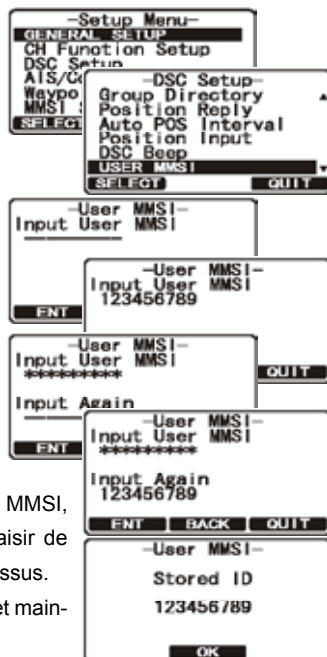 -Setup Menu-
GENERAL SETUP
CH Function Setup
DSC Setup
AIS/Co
Waypo
MMSI
SELECT
-DSC Setup-
Group Directory
Position Reply
Auto POS Interval
Position Input
DSC Beep
USER MMSI
SELECT QUIT
-User MMSI-
Input User MMSI
ENT
-User MMSI-
Input User MMSI
123456789
-User MMSI-
Input User MMSI
*********
Input Again
ENT
QUIT
-User MMSI-
Input User MMSI
*********
Input Again
123456789
ENT BACK QUIT
MMSI,
aisir de
ssus.
et main-
-User MMSI-
Stored ID
123456789
OK